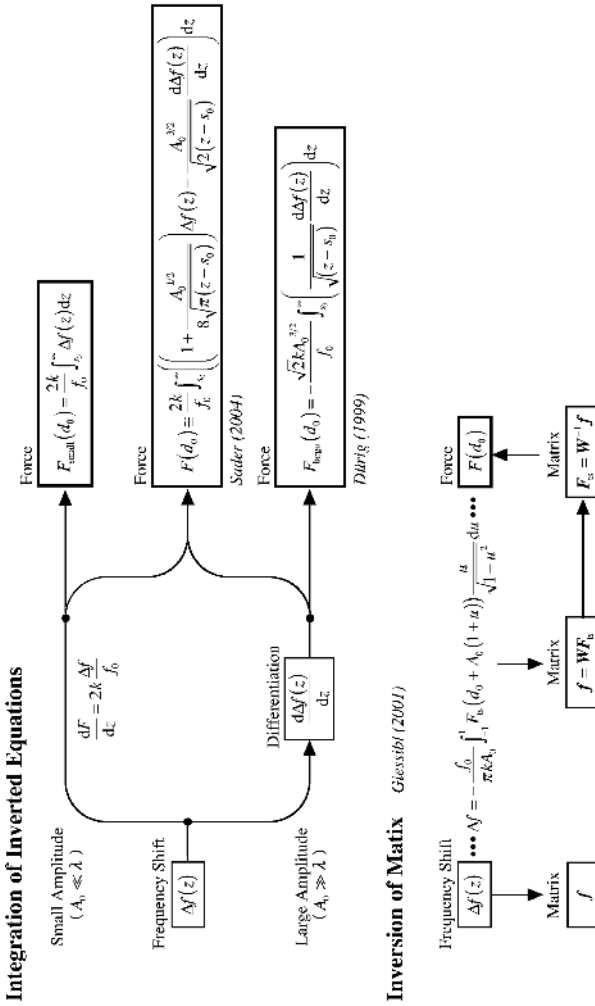 Integration of Inverted Equations
Small Amplitude
( A₀ ≪ λ )
dF/dz = 2k Δf/f₀
Force
F_small(d₀) = 2k/f₀ ∫_{s₀}^∞ Δf(z)dz
Frequency Shift
Δf(z)
Force
F(d₀) ≅ 2k/f₀ ∫_{s₀}^∞ ( ( 1 + A₀^{1/2} / 8√π(z − s₀) ) Δf(z) − A₀^{3/2} / √2(z − s₀) dΔf(z)/dz ) dz
Sader (2004)
Large Amplitude
( A₀ ≫ λ )
Differentiation
dΔf(z)/dz
Force
F_large(d₀) = − √2kA₀^{3/2} / f₀ ∫_{s₀}^∞ ( 1 / √(z − s₀) dΔf(z)/dz ) dz
Dürig (1999)
Inversion of Matix Giessibl (2001)
Frequency Shift
Δf(z)
••• Δf = − f₀/πkA₀ ∫_{−1}^{1} F_ts(d₀ + A₀(1 + u)) u/√1 − u² du •••
Force
F(d₀)
Matrix
f
Matrix
f = WF_ts
Matrix
F_ts = W⁻¹f